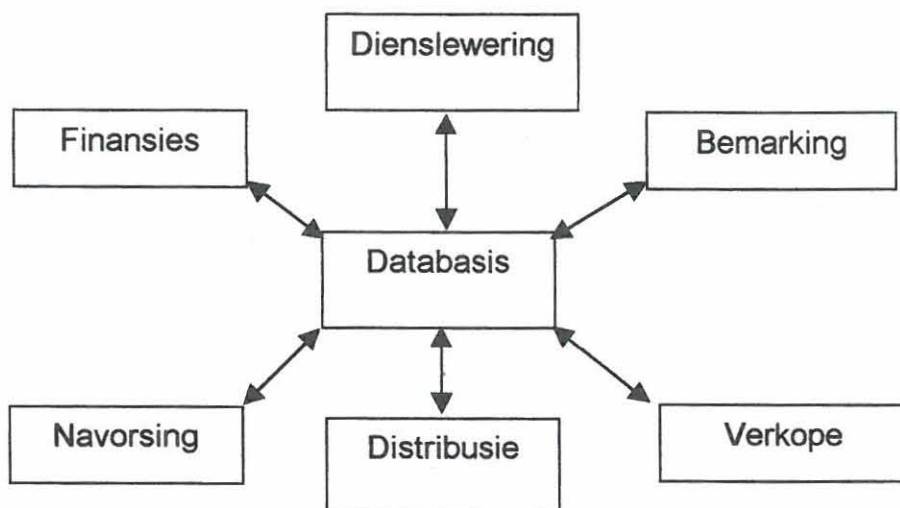 Dienslewering
Finansies
Bemarking
Databasis
Navorsing
Distribusie
Verkope